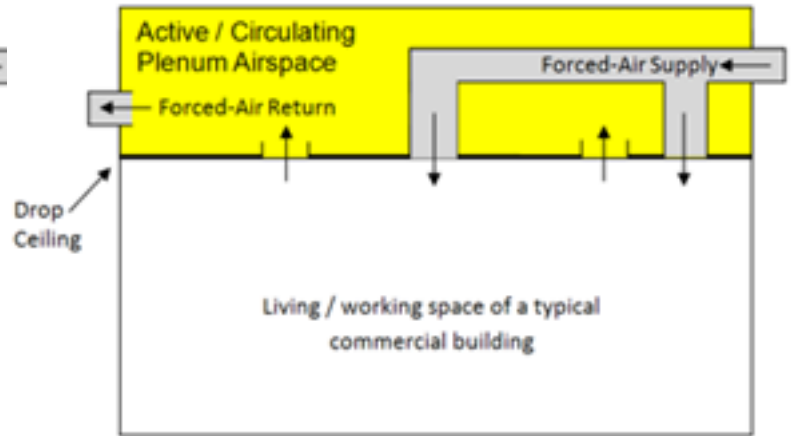 Active / Circulating
Plenum Airspace
Forced-Air Supply
Forced-Air Return
Drop
Ceiling
Living / working space of a typical
commercial building